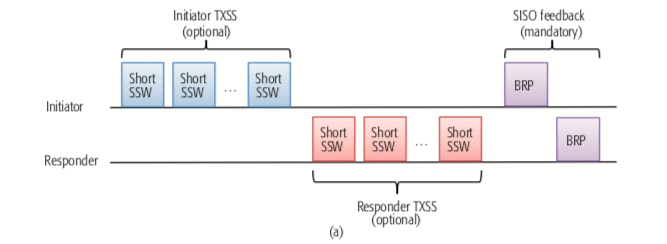 Initiator TXSS
(optional)
SISO feedback
(mandatory)
Short SSW Short SSW ... Short SSW
BRP
Initiator
Short SSW Short SSW ... Short SSW
BRP
Responder
Responder TXSS
(optional)
(a)